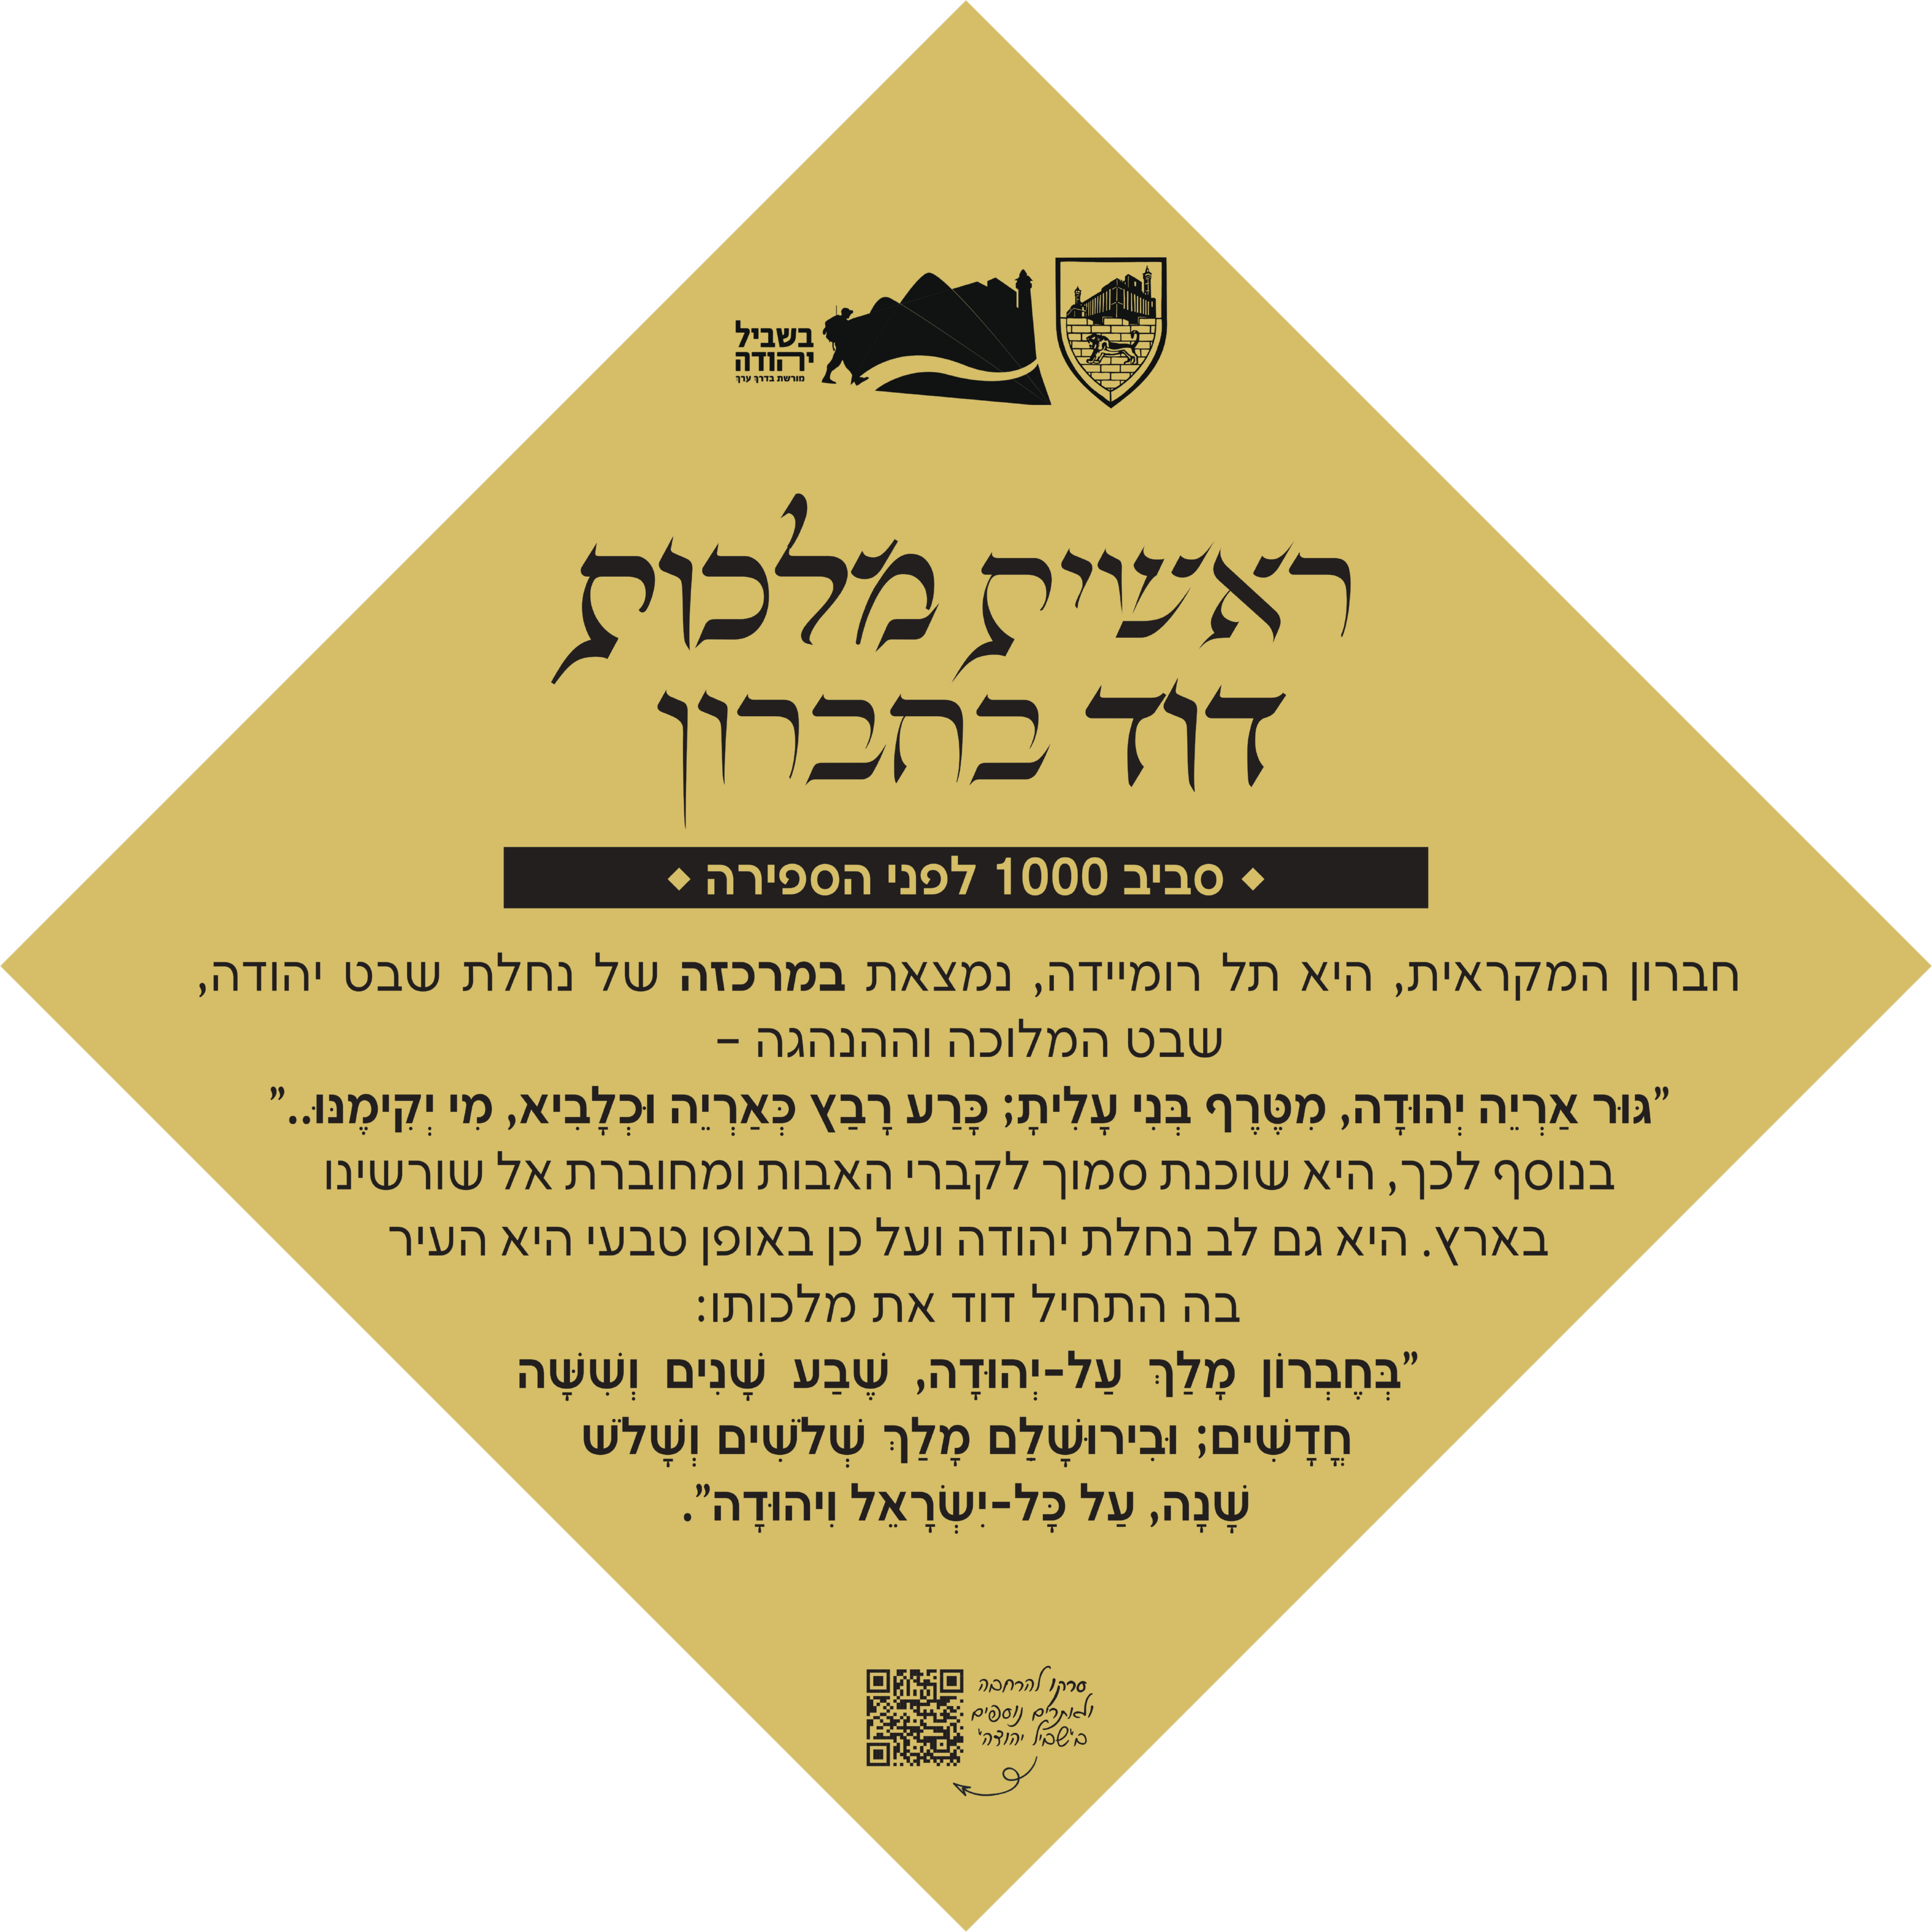 בשביל
יהודה
מורשת בדרך ערך
ראשית מלכות
דוד בחברון
סביב 1000 לפני הספירה
חברון המקראית, היא תל רומיידה, נמצאת במרכזה של נחלת שבט יהודה,
שבט המלוכה וההנהגה –
"גּוּר אַרְיֵה יְהוּדָה, מִטֶּרֶף בְּנִי עָלִיתָ; כָּרַע רָבַץ כְּאַרְיֵה וּכְלָבִיא, מִי יְקִימֶנּוּ.."
בנוסף לכך, היא שוכנת סמוך לקברי האבות ומחוברת אל שורשינו
בארץ. היא גם לב נחלת יהודה ועל כן באופן טבעי היא העיר
בה התחיל דוד את מלכותו:
"בְּחֶבְרוֹן מָלַךְ עַל-יְהוּדָה, שֶׁבַע שָׁנִים וְשִׁשָּׁה
חֳדָשִׁים; וּבִירוּשָׁלִַם מָלַךְ שְׁלֹשִׁים וְשָׁלֹשׁ
שָׁנָה, עַל כָּל-יִשְׂרָאֵל וִיהוּדָה".
סרקו להרחבה
ולאתרים נוספים
ב"שביל יהודה"